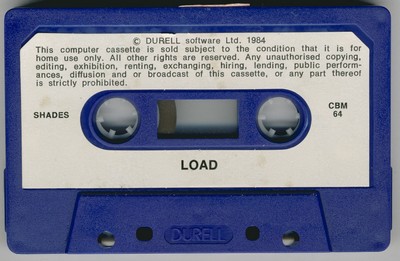 © DURELL software Ltd. 1984
This computer cassette is sold subject to the condition that it is for
home use only. All other rights are reserved. Any unauthorised copying,
editing, exhibition, renting, exchanging, hiring, lending, public perform-
ances, diffusion and or broadcast of this cassette, or any part thereof
is strictly prohibited.
SHADES
CBM
64
LOAD
DURELL